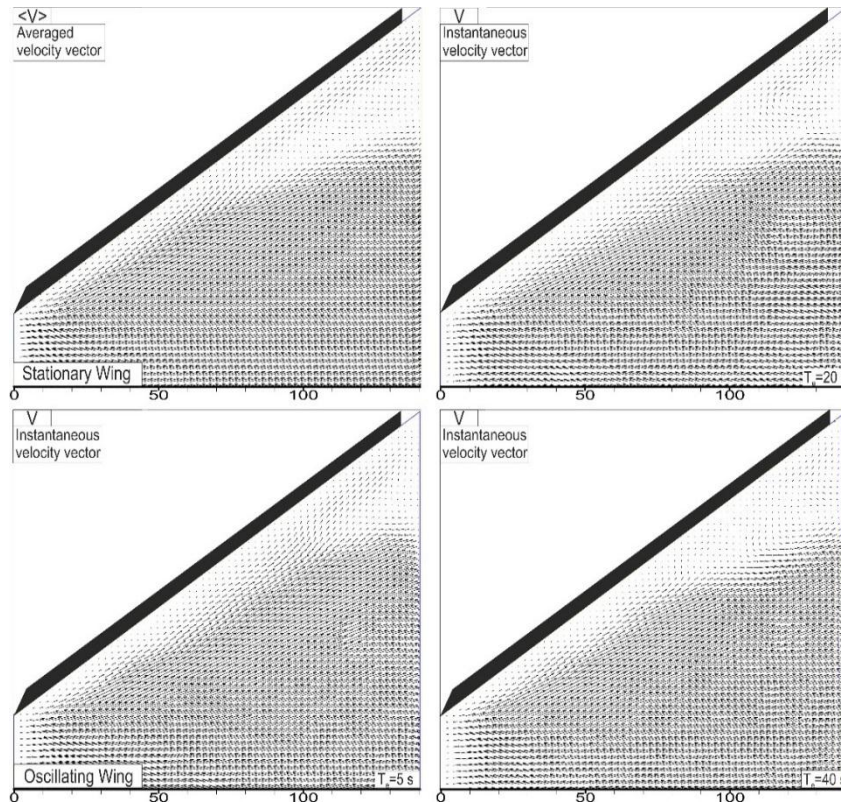 <V>
Averaged
velocity vector
Stationary Wing
0 50 100
V
Instantaneous
velocity vector
0 50 100
V
Instantaneous
velocity vector
Oscillating Wing
0 50 100
V
Instantaneous
velocity vector
0 50 100